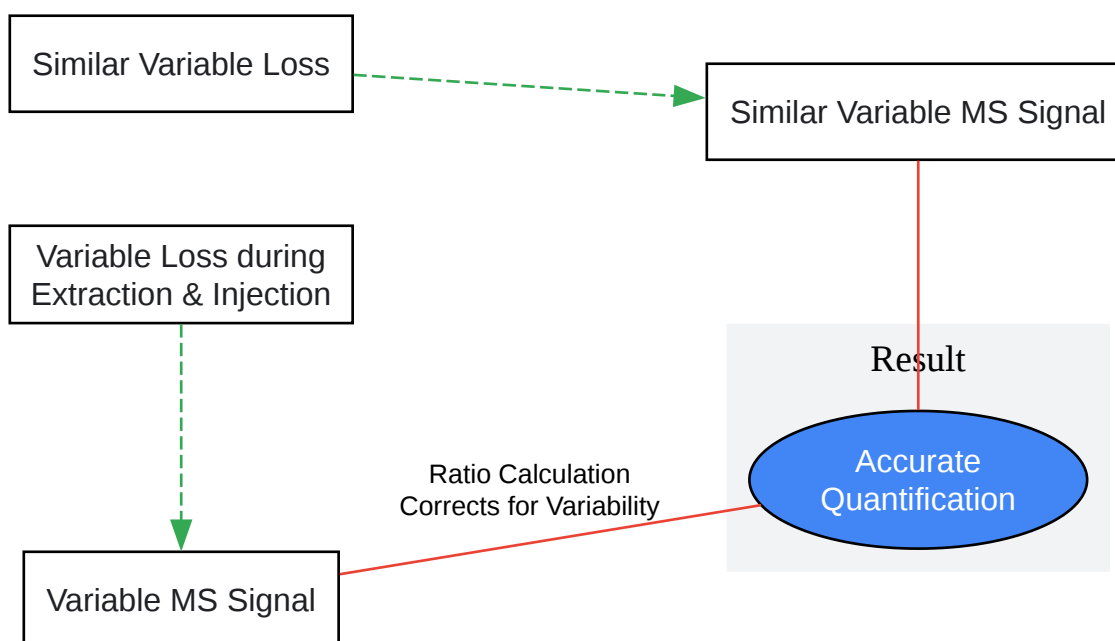 Similar Variable Loss
Similar Variable MS Signal
Variable Loss during
Extraction & Injection
Result
Accurate
Quantification
Ratio Calculation
Corrects for Variability
Variable MS Signal